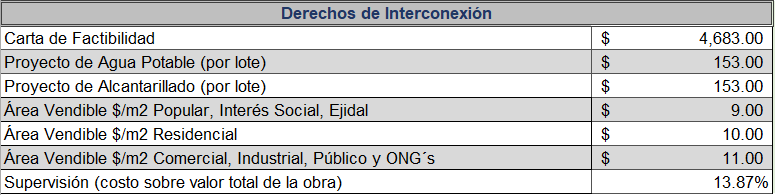 Derechos de Interconexión
Carta de Factibilidad $ 4,683.00
Proyecto de Agua Potable (por lote) $ 153.00
Proyecto de Alcantarillado (por lote) $ 153.00
Área Vendible $/m2 Popular, Interés Social, Ejidal $ 9.00
Área Vendible $/m2 Residencial $ 10.00
Área Vendible $/m2 Comercial, Industrial, Público y ONG´s $ 11.00
Supervisión (costo sobre valor total de la obra) 13.87%